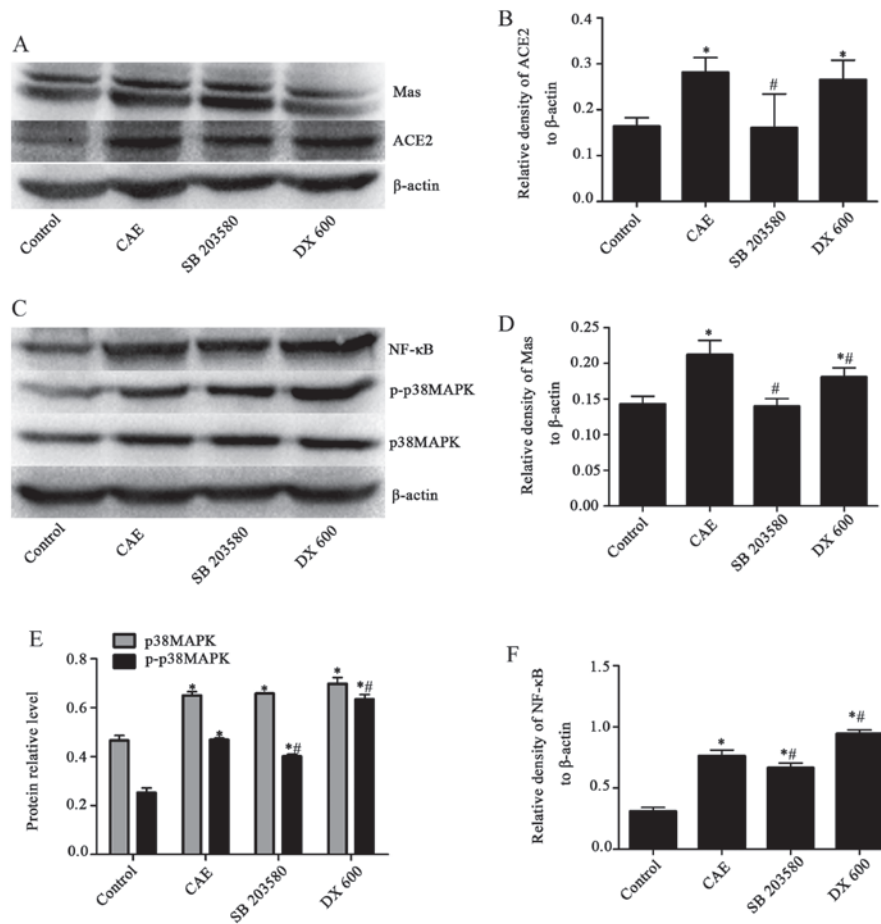 A
Mas
ACE2
β-actin
Control
CAE
SB 203580
DX 600
B
Relative density of ACE2
to β-actin
0.4
0.3
0.2
0.1
0.0
*
#
*
Control
CAE
SB 203580
DX 600
C
NF-κB
p-p38MAPK
p38MAPK
β-actin
Control
CAE
SB 203580
DX 600
D
Relative density of Mas
to β-actin
0.25
0.20
0.15
0.10
0.05
0.00
*
#
*#
Control
CAE
SB 203580
DX 600
E
p38MAPK
p-p38MAPK
Protein relative level
0.8
0.6
0.4
0.2
0.0
*
*
*
*#
*
*#
Control
CAE
SB 203580
DX 600
F
Relative density of NF-κB
to β-actin
1.5
1.0
0.5
0.0
*
*#
*#
Control
CAE
SB 203580
DX 600